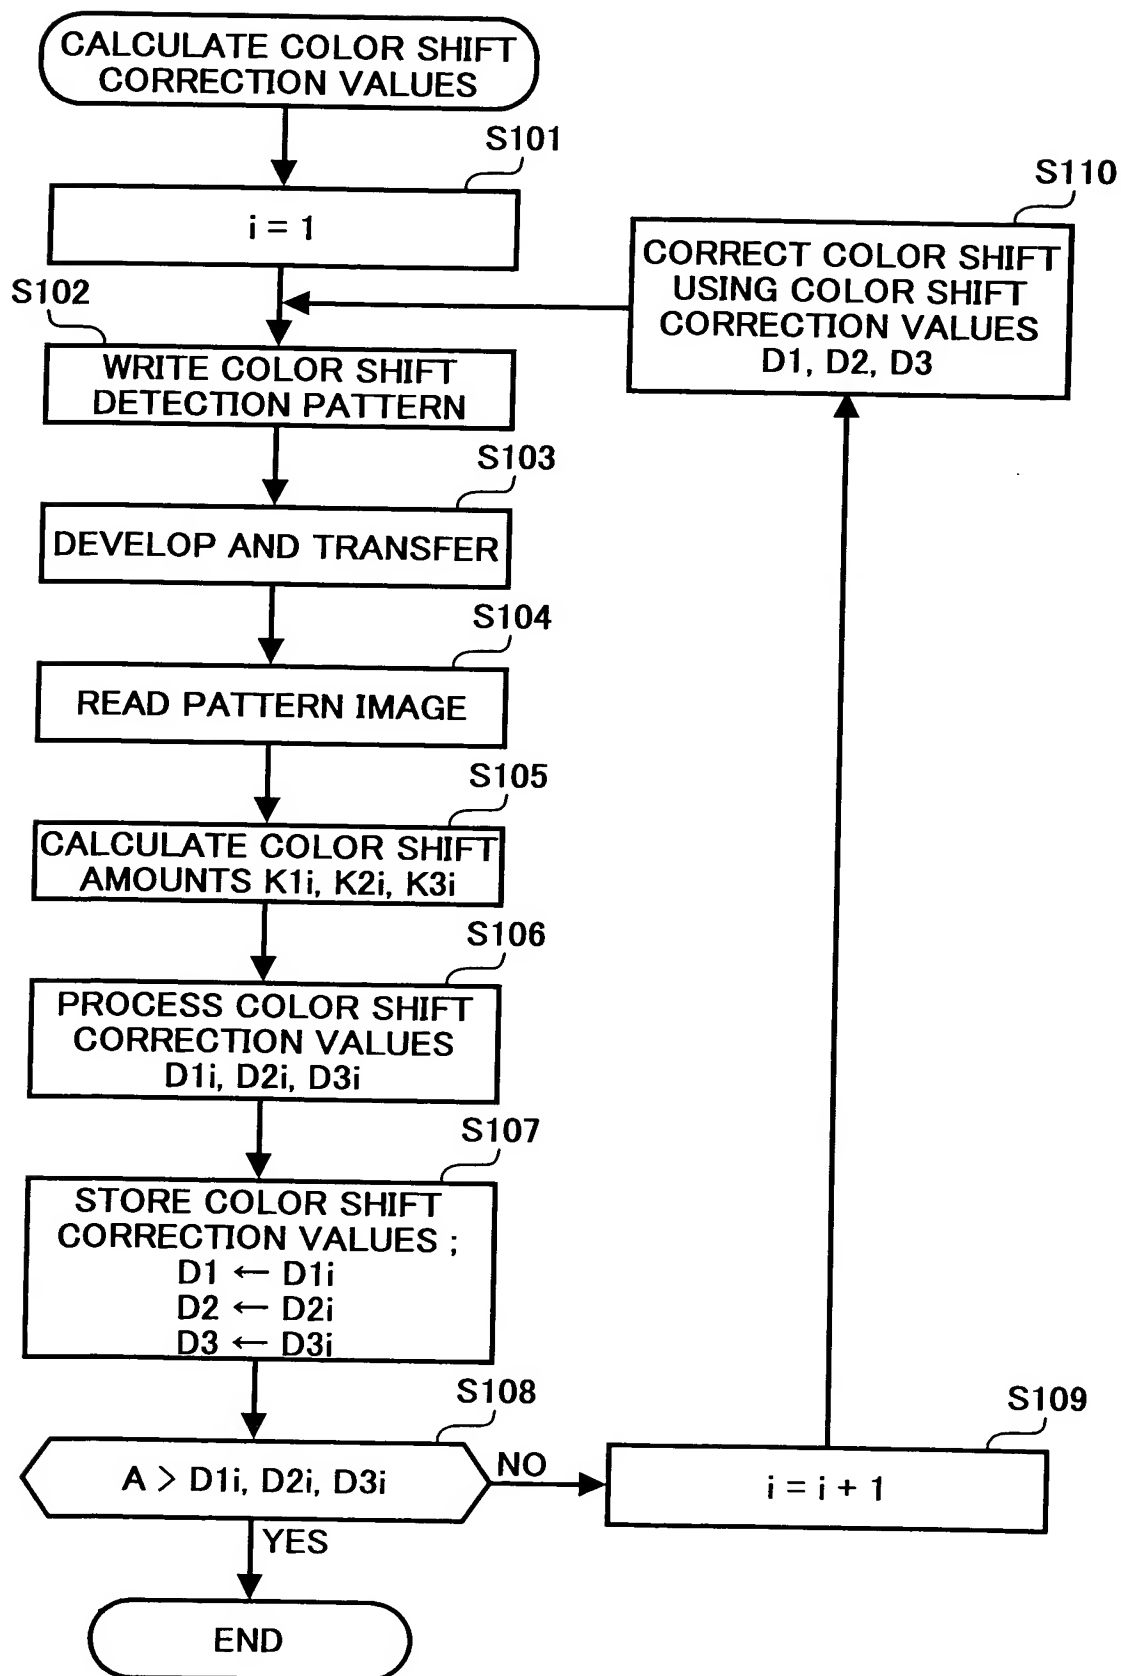 CALCULATE COLOR SHIFT
CORRECTION VALUES
S101
i = 1
S110
CORRECT COLOR SHIFT
USING COLOR SHIFT
CORRECTION VALUES
D1, D2, D3
S102
WRITE COLOR SHIFT
DETECTION PATTERN
S103
DEVELOP AND TRANSFER
S104
READ PATTERN IMAGE
S105
CALCULATE COLOR SHIFT
AMOUNTS K1i, K2i, K3i
S106
PROCESS COLOR SHIFT
CORRECTION VALUES
D1i, D2i, D3i
S107
STORE COLOR SHIFT
CORRECTION VALUES ;
D1 ← D1i
D2 ← D2i
D3 ← D3i
S108
A > D1i, D2i, D3i
NO
S109
i = i + 1
YES
END